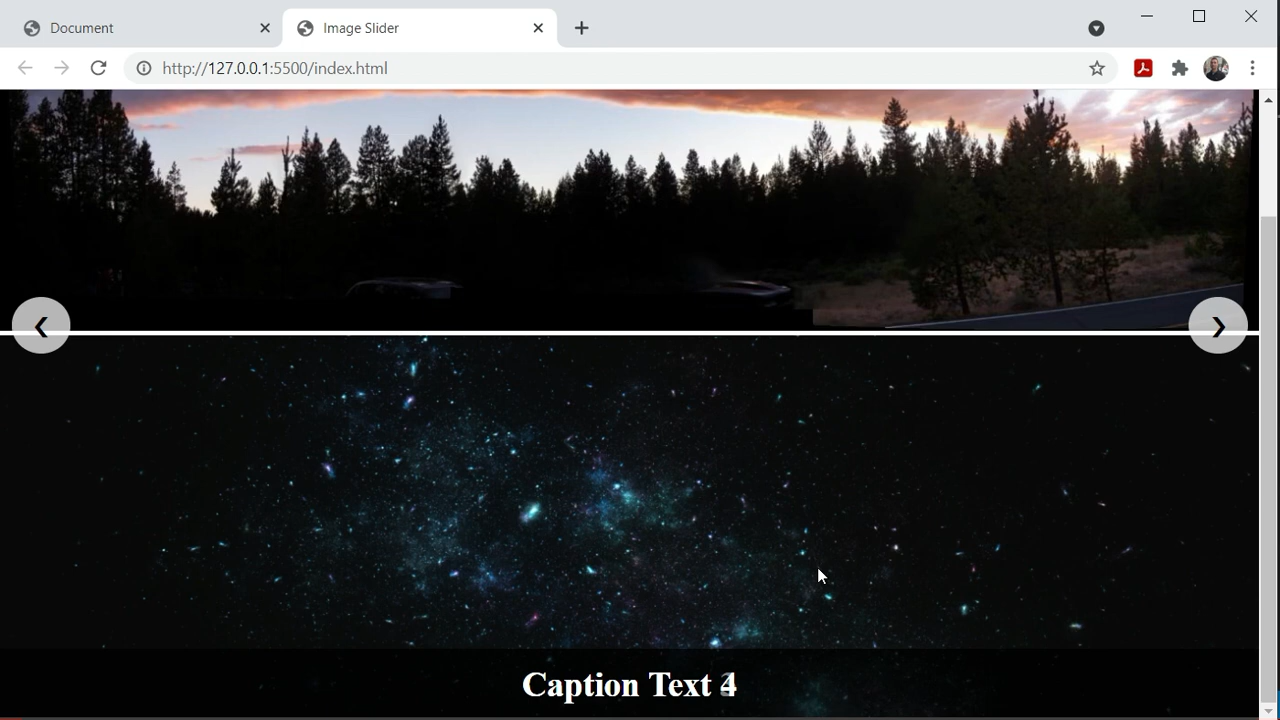 Document
Image Slider
http://127.0.0.1:5500/index.html
❮
❯
Caption Text 4